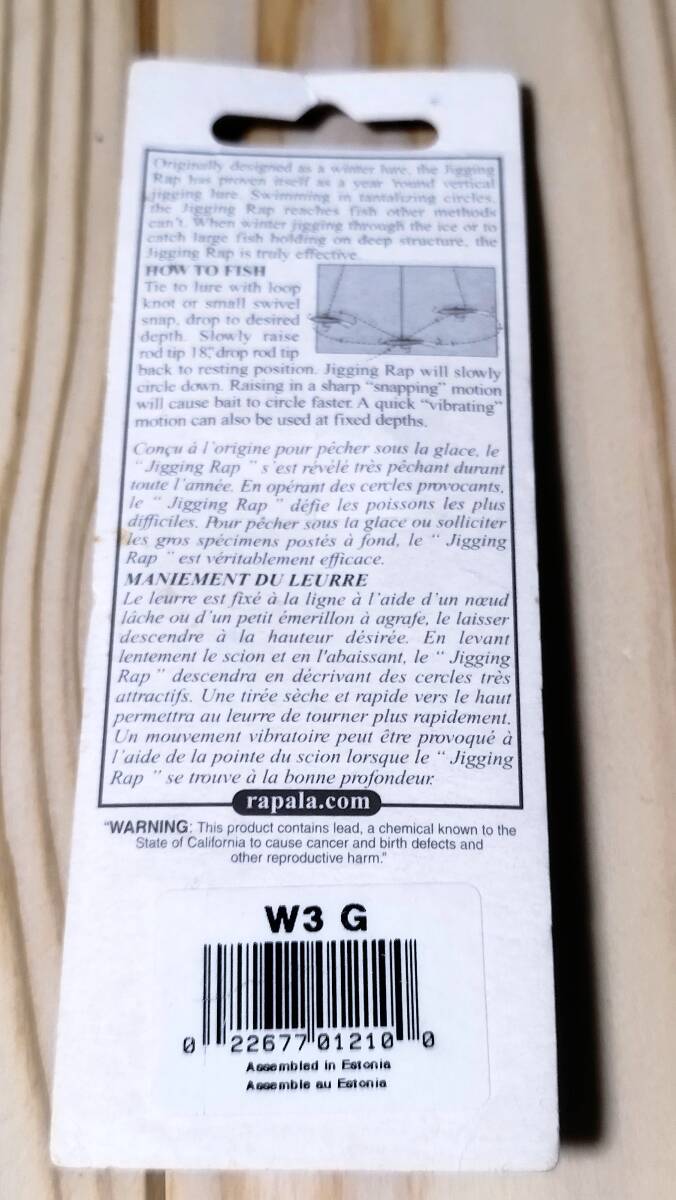 Originally designed as a winter lure, the Jigging
Rap has proven itself as a year 'round vertical
jigging lure. Swimming in tantalizing circles,
the Jigging Rap reaches fish other methods
can't. When winter jigging through the ice or to
catch large fish holding on deep structure, the
Jigging Rap is truly effective.
HOW TO FISH
Tie to lure with loop
knot or small swivel
snap, drop to desired
depth. Slowly raise
rod tip 18", drop rod tip
back to resting position. Jigging Rap will slowly
circle down. Raising in a sharp "snapping" motion
will cause bait to circle faster. A quick "vibrating"
motion can also be used at fixed depths.
Conçu à l'origine pour pêcher sous la glace, le
" Jigging Rap " s'est révélé très pêchant durant
toute l'année. En opérant des cercles provocants,
le " Jigging Rap " défie les poissons les plus
difficiles. Pour pêcher sous la glace ou solliciter
les gros spécimens postés à fond, le " Jigging
Rap " est véritablement efficace.
MANIEMENT DU LEURRE
Le leurre est fixé à la ligne à l'aide d'un nœud
lâche ou d'un petit émerillon à agrafe, le laisser
descendre à la hauteur désirée. En levant
lentement le scion et en l'abaissant, le " Jigging
Rap " descendra en décrivant des cercles très
attractifs. Une tirée sèche et rapide vers le haut
permettra au leurre de tourner plus rapidement.
Un mouvement vibratoire peut être provoqué à
l'aide de la pointe du scion lorsque le " Jigging
Rap " se trouve à la bonne profondeur.
rapala.com
"WARNING: This product contains lead, a chemical known to the
State of California to cause cancer and birth defects and
other reproductive harm."
W3 G
0 22677 01210 0
Assembled in Estonia
Assemble au Estonia